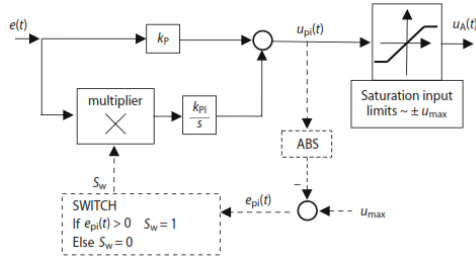 e(t)
kP
upi(t)
uA(t)
multiplier
kPI
s
Saturation input
limits ~ ± umax
ABS
Sw
epi(t)
−
umax
SWITCH
If epi(t) > 0 Sw = 1
Else Sw = 0